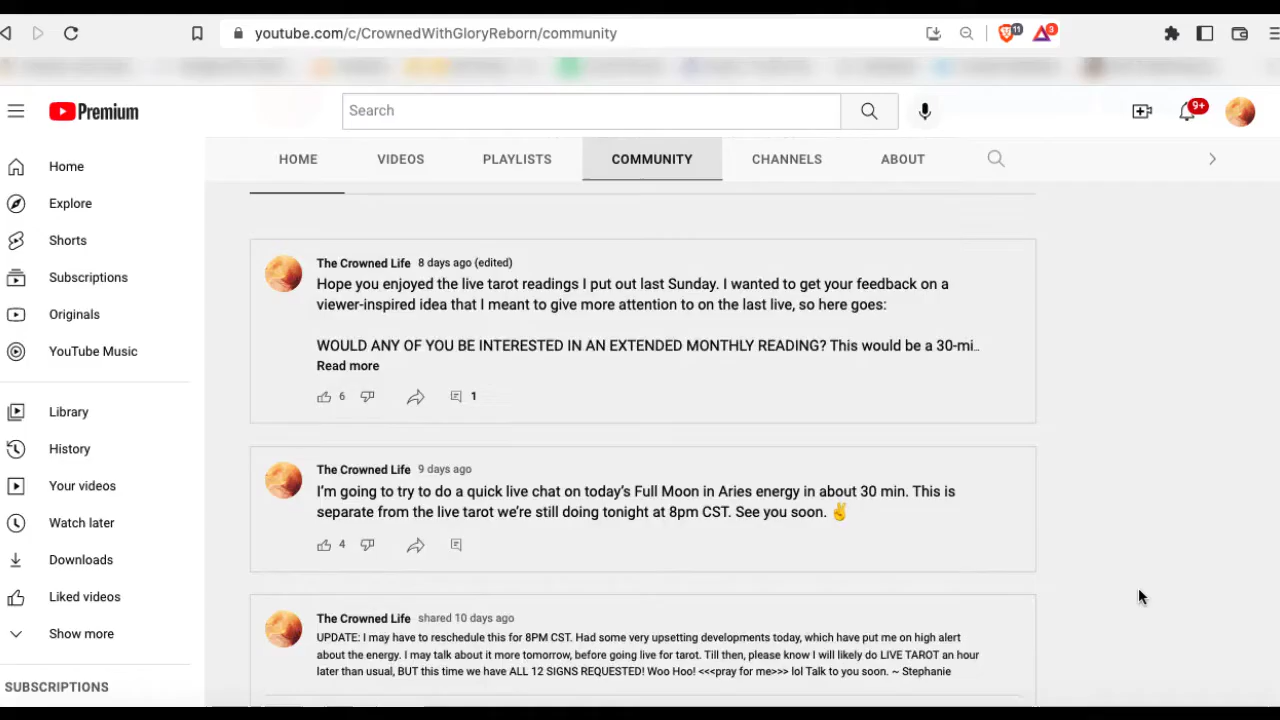 youtube.com/c/CrownedWithGloryReborn/community
11
3
Premium
Search
9+
HOME
VIDEOS
PLAYLISTS
COMMUNITY
CHANNELS
ABOUT
Home
Explore
Shorts
Subscriptions
Originals
YouTube Music
Library
History
Your videos
Watch later
Downloads
Liked videos
Show more
SUBSCRIPTIONS
The Crowned Life 8 days ago (edited)
Hope you enjoyed the live tarot readings I put out last Sunday. I wanted to get your feedback on a
viewer-inspired idea that I meant to give more attention to on the last live, so here goes:
WOULD ANY OF YOU BE INTERESTED IN AN EXTENDED MONTHLY READING? This would be a 30-mi...
Read more
6
1
The Crowned Life 9 days ago
I'm going to try to do a quick live chat on today's Full Moon in Aries energy in about 30 min. This is
separate from the live tarot we're still doing tonight at 8pm CST. See you soon. ✌
4
The Crowned Life shared 10 days ago
UPDATE: I may have to reschedule this for 8PM CST. Had some very upsetting developments today, which have put me on high alert
about the energy. I may talk about it more tomorrow, before going live for tarot. Till then, please know I will likely do LIVE TAROT an hour
later than usual, BUT this time we have ALL 12 SIGNS REQUESTED! Woo Hoo! <<<pray for me>>> lol Talk to you soon. ~ Stephanie